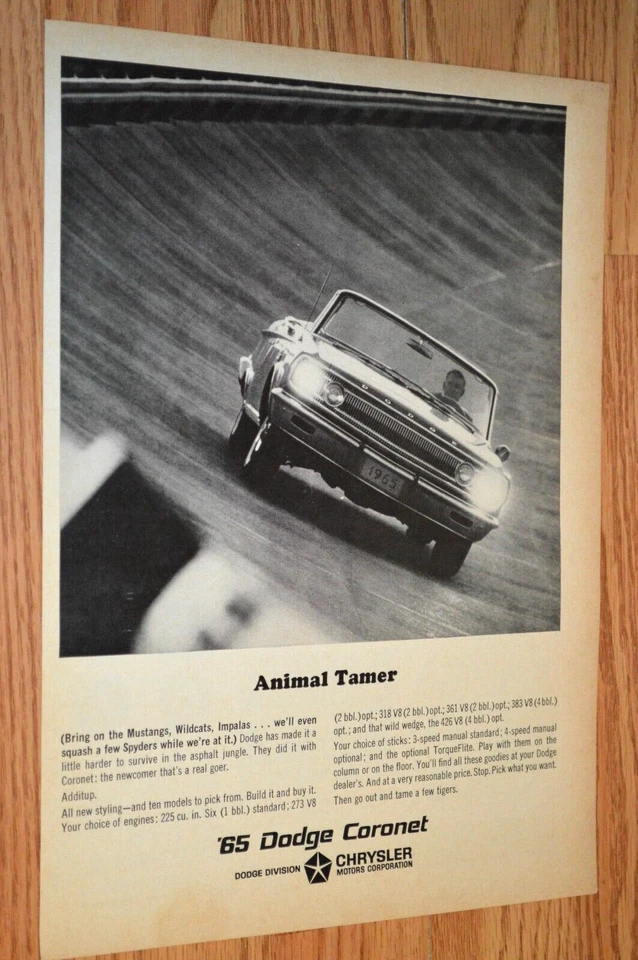 DODGE
1965
Animal Tamer
(Bring on the Mustangs, Wildcats, Impalas . . . we'll even
squash a few Spyders while we're at it.) Dodge has made it a
little harder to survive in the asphalt jungle. They did it with
Coronet: the newcomer that's a real goer.
Additup.
All new styling—and ten models to pick from. Build it and buy it.
Your choice of engines: 225 cu. in. Six (1 bbl.) standard; 273 V8
(2 bbl.) opt.; 318 V8 (2 bbl.) opt.; 361 V8 (2 bbl.) opt.; 383 V8 (4 bbl.)
opt.; and that wild wedge, the 426 V8 (4 bbl.) opt.
Your choice of sticks: 3-speed manual standard; 4-speed manual
optional; and the optional TorqueFlite. Play with them on the
column or on the floor. You'll find all these goodies at your Dodge
dealer's. And at a very reasonable price. Stop. Pick what you want.
Then go out and tame a few tigers.
'65 Dodge Coronet
DODGE DIVISION CHRYSLER
MOTORS CORPORATION